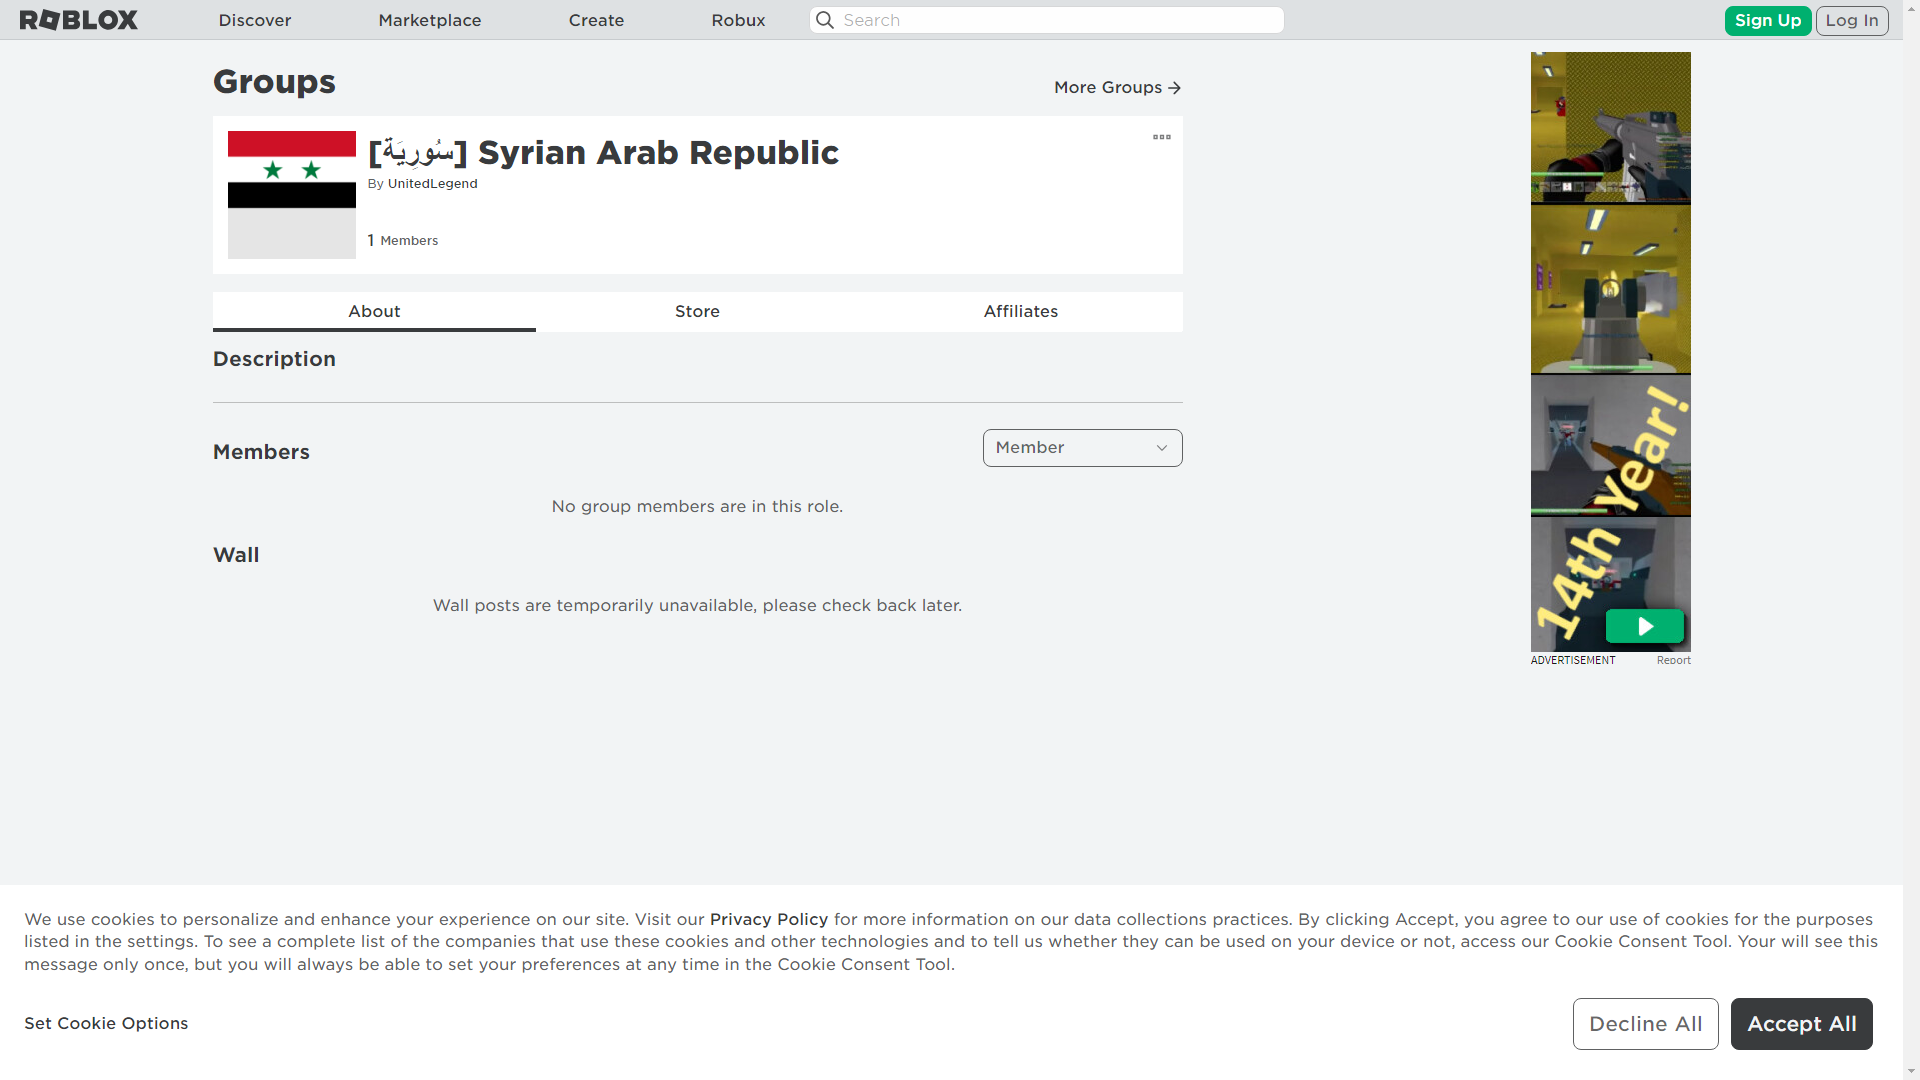 ROBLOX
Discover
Marketplace
Create
Robux
Search
Sign Up
Log In
Groups
More Groups
[سُورِيَة] Syrian Arab Republic
By UnitedLegend
1 Members
About
Store
Affiliates
Description
Members
Member
No group members are in this role.
Wall
Wall posts are temporarily unavailable, please check back later.
14th Year!
ADVERTISEMENT
Report
We use cookies to personalize and enhance your experience on our site. Visit our Privacy Policy for more information on our data collections practices. By clicking Accept, you agree to our use of cookies for the purposes
listed in the settings. To see a complete list of the companies that use these cookies and other technologies and to tell us whether they can be used on your device or not, access our Cookie Consent Tool. Your will see this
message only once, but you will always be able to set your preferences at any time in the Cookie Consent Tool.
Set Cookie Options
Decline All
Accept All